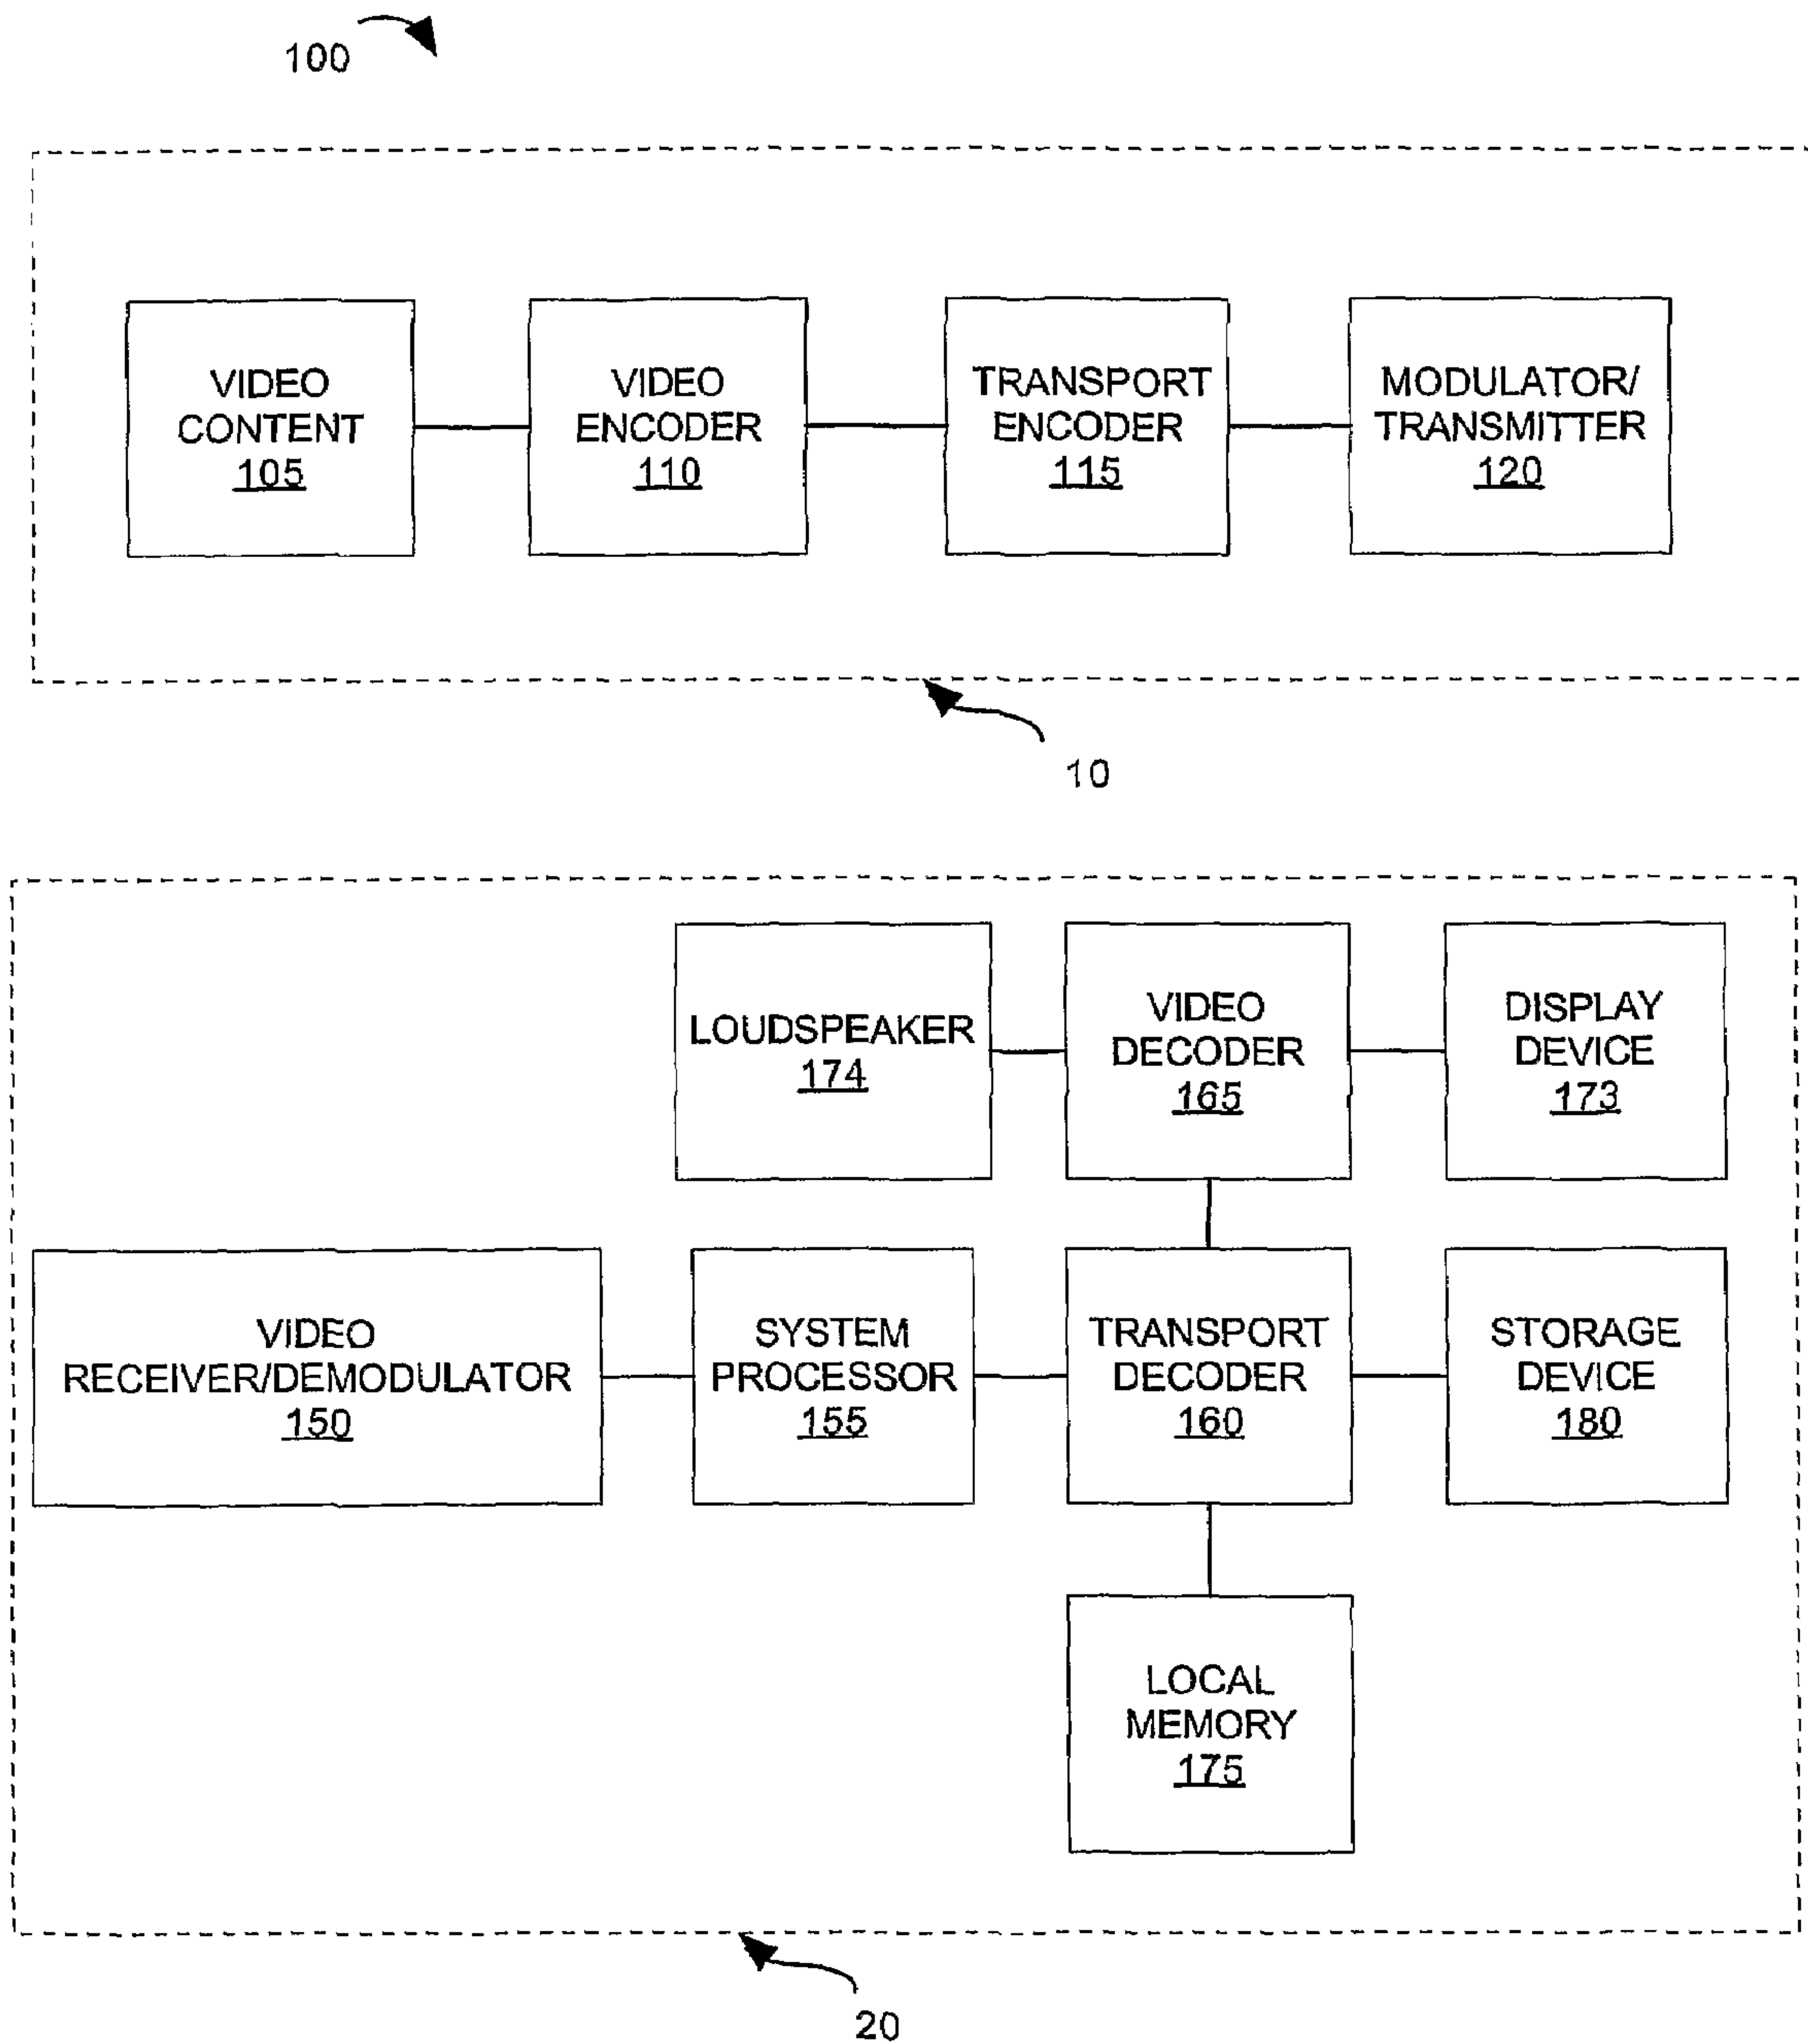 100
VIDEO
CONTENT
105
VIDEO
ENCODER
110
TRANSPORT
ENCODER
115
MODULATOR/
TRANSMITTER
120
10
LOUDSPEAKER
174
VIDEO
DECODER
165
DISPLAY
DEVICE
173
VIDEO
RECEIVER/DEMODULATOR
150
SYSTEM
PROCESSOR
155
TRANSPORT
DECODER
160
STORAGE
DEVICE
180
LOCAL
MEMORY
175
20